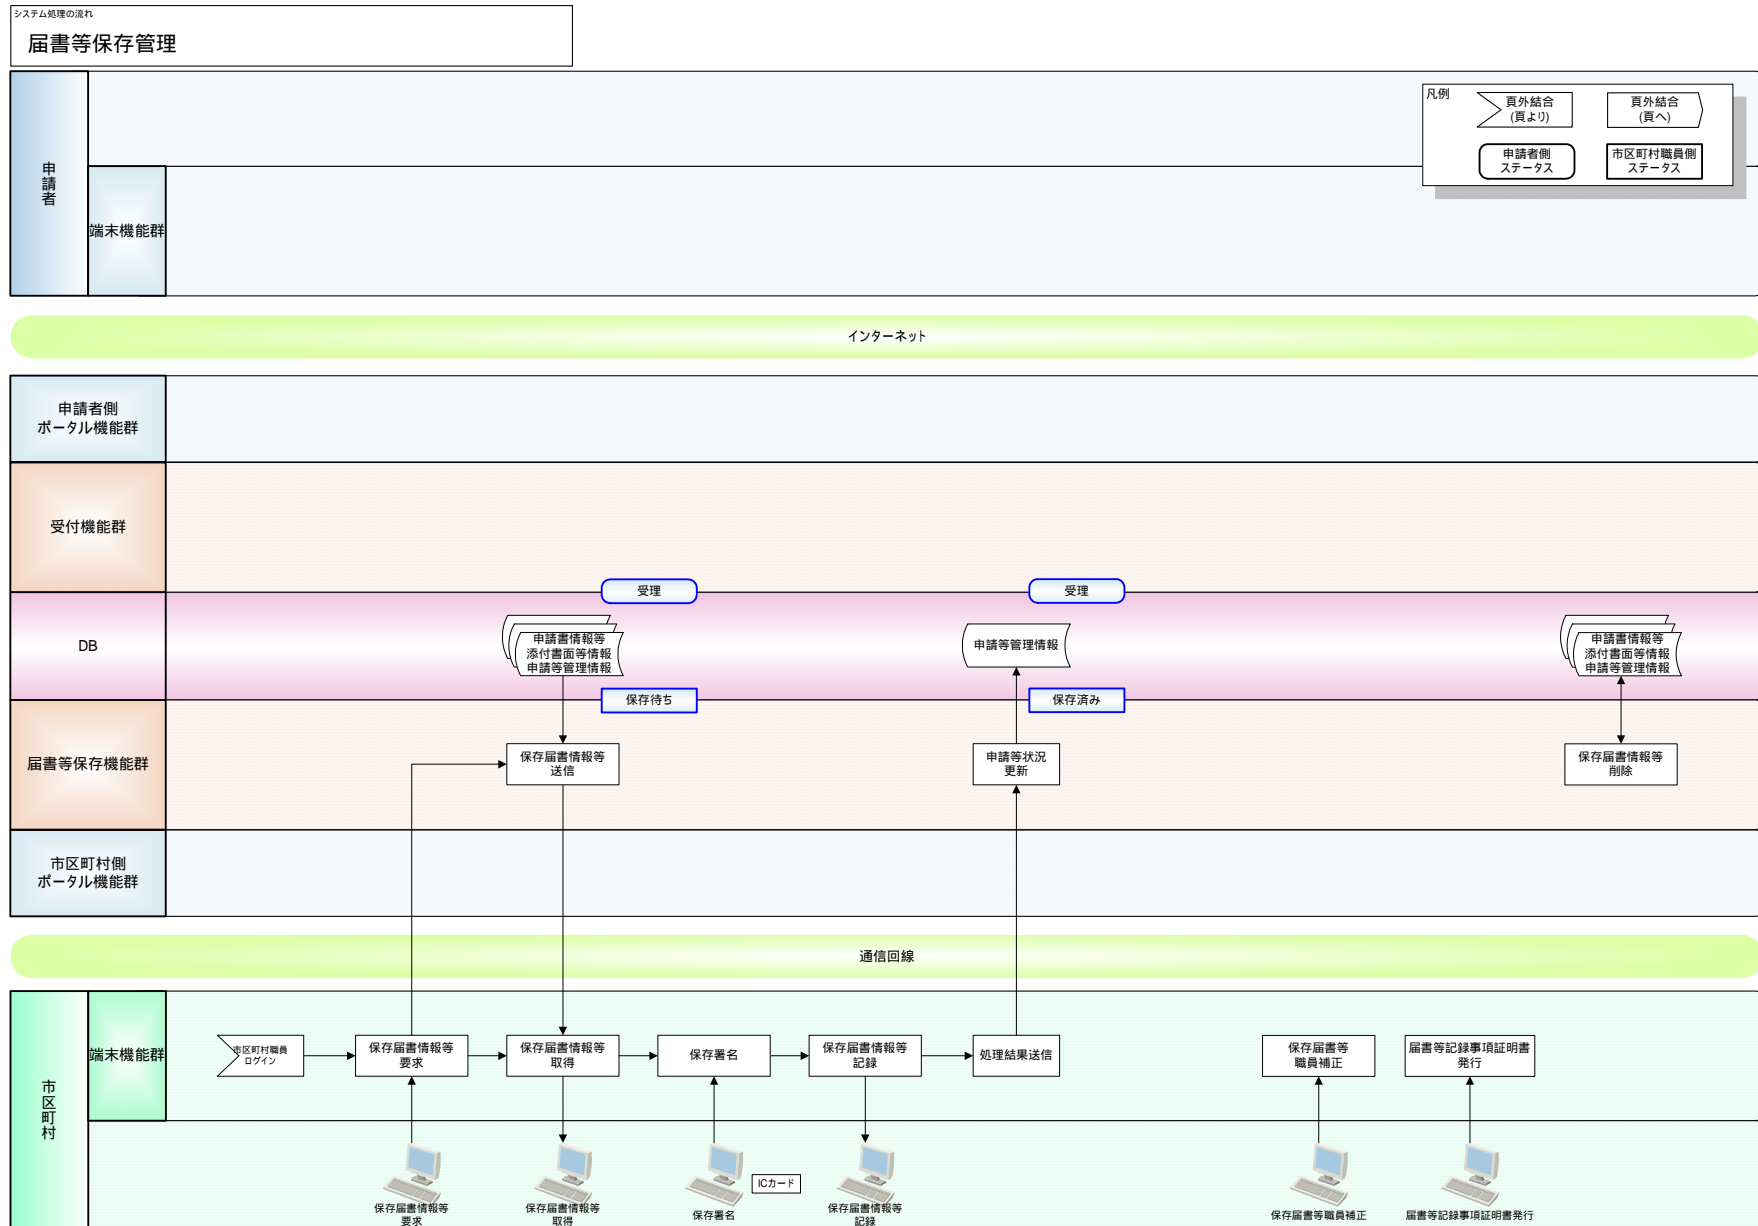 システム処理の流れ
届書等保存管理
凡例
頁外結合
(頁より)
頁外結合
(頁へ)
申請者側
ステータス
市区町村職員側
ステータス
申請者
端末機能群
インターネット
申請者側
ポータル機能群
受付機能群
受理
受理
DB
申請書情報等
添付書面等情報
申請等管理情報
申請等管理情報
申請書情報等
添付書面等情報
申請等管理情報
保存待ち
保存済み
届書等保存機能群
保存届書情報等
送信
申請等状況
更新
保存届書情報等
削除
市区町村側
ポータル機能群
通信回線
市区町村
端末機能群
市区町村職員
ログイン
保存届書情報等
要求
保存届書情報等
取得
保存署名
保存届書情報等
記録
処理結果送信
保存届書等
職員補正
届書等記録事項証明書
発行
ICカード
保存届書情報等
要求
保存届書情報等
取得
保存署名
保存届書情報等
記録
保存届書等職員補正
届書等記録事項証明書発行